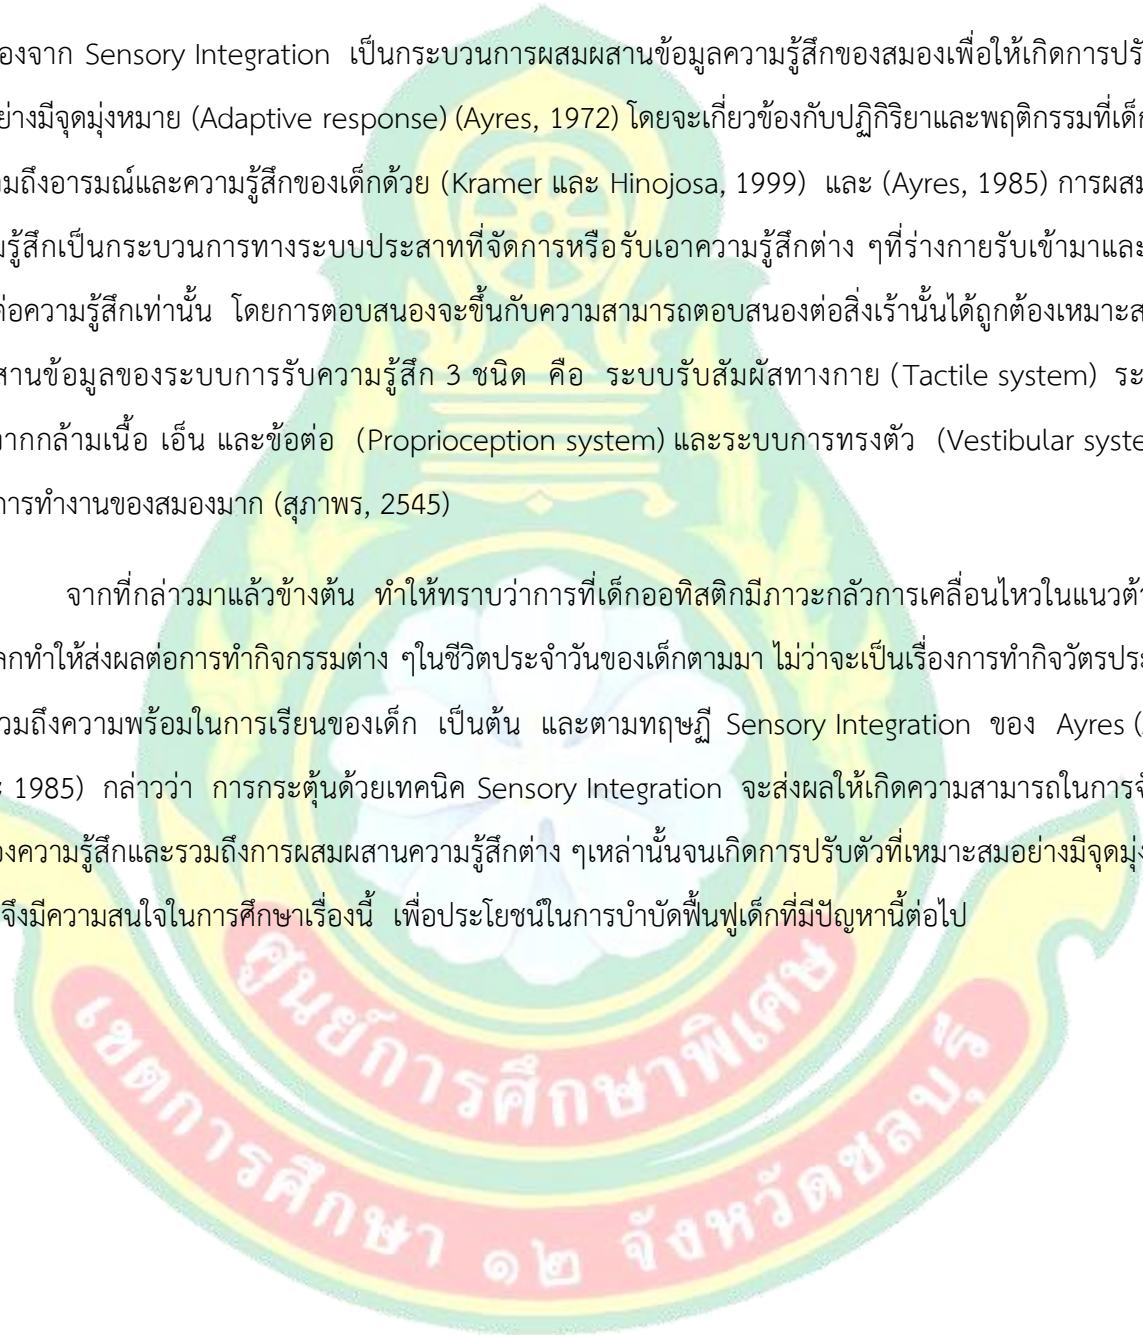 องจาก Sensory Integration เป็นกระบวนการผสมผสานข้อมูลความรู้สึกของสมองเพื่อให้เกิดการปรั
ย่างมีจุดมุ่งหมาย (Adaptive response) (Ayres, 1972) โดยจะเกี่ยวข้องกับปฏิกิริยาและพฤติกรรมที่เด็ก
มถึงอารมณ์และความรู้สึกของเด็กด้วย (Kramer และ Hinojosa, 1999) และ (Ayres, 1985) การผสม
มรู้สึกเป็นกระบวนการทางระบบประสาทที่จัดการหรือรับเอาความรู้สึกต่าง ๆที่ร่างกายรับเข้ามาและ
ต่อความรู้สึกเท่านั้น โดยการตอบสนองจะขึ้นกับความสามารถตอบสนองต่อสิ่งเร้านั้นได้ถูกต้องเหมาะส
สานข้อมูลของระบบการรับความรู้สึก 3 ชนิด คือ ระบบรับสัมผัสทางกาย (Tactile system) ระ
จากกล้ามเนื้อ เอ็น และข้อต่อ (Proprioception system) และระบบการทรงตัว (Vestibular syste
การทำงานของสมองมาก (สุภาพร, 2545)
จากที่กล่าวมาแล้วข้างต้น ทำให้ทราบว่าการที่เด็กออทิสติกมีภาวะกลัวการเคลื่อนไหวในแนวต้
ลกทำให้ส่งผลต่อการทำกิจกรรมต่าง ๆในชีวิตประจำวันของเด็กตามมา ไม่ว่าจะเป็นเรื่องการทำกิจวัตรประ
วมถึงความพร้อมในการเรียนของเด็ก เป็นต้น และตามทฤษฏี Sensory Integration ของ Ayres (
ะ 1985) กล่าวว่า การกระตุ้นด้วยเทคนิค Sensory Integration จะส่งผลให้เกิดความสามารถในการจั
องความรู้สึกและรวมถึงการผสมผสานความรู้สึกต่าง ๆเหล่านั้นจนเกิดการปรับตัวที่เหมาะสมอย่างมีจุดมุ่ง
จึงมีความสนใจในการศึกษาเรื่องนี้ เพื่อประโยชน์ในการบำบัดฟื้นฟูเด็กที่มีปัญหานี้ต่อไป
ศูนย์การศึกษาพิเศษ
เขตการศึกษา ๑๒ จังหวัดชลบุรี